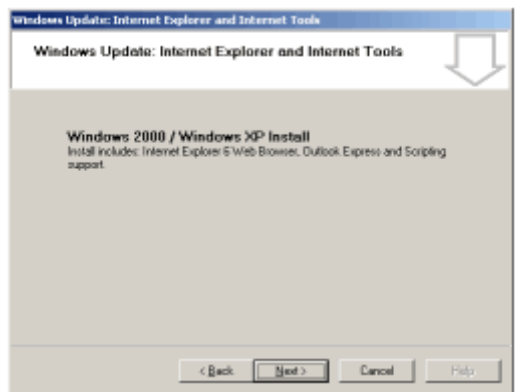 Windows Update: Internet Explorer and Internet Tools
Windows Update: Internet Explorer and Internet Tools
Windows 2000 / Windows XP Install
Install includes: Internet Explorer 6 Web Browser, Outlook Express and Scripting
support.
< Back
Next >
Cancel
Help